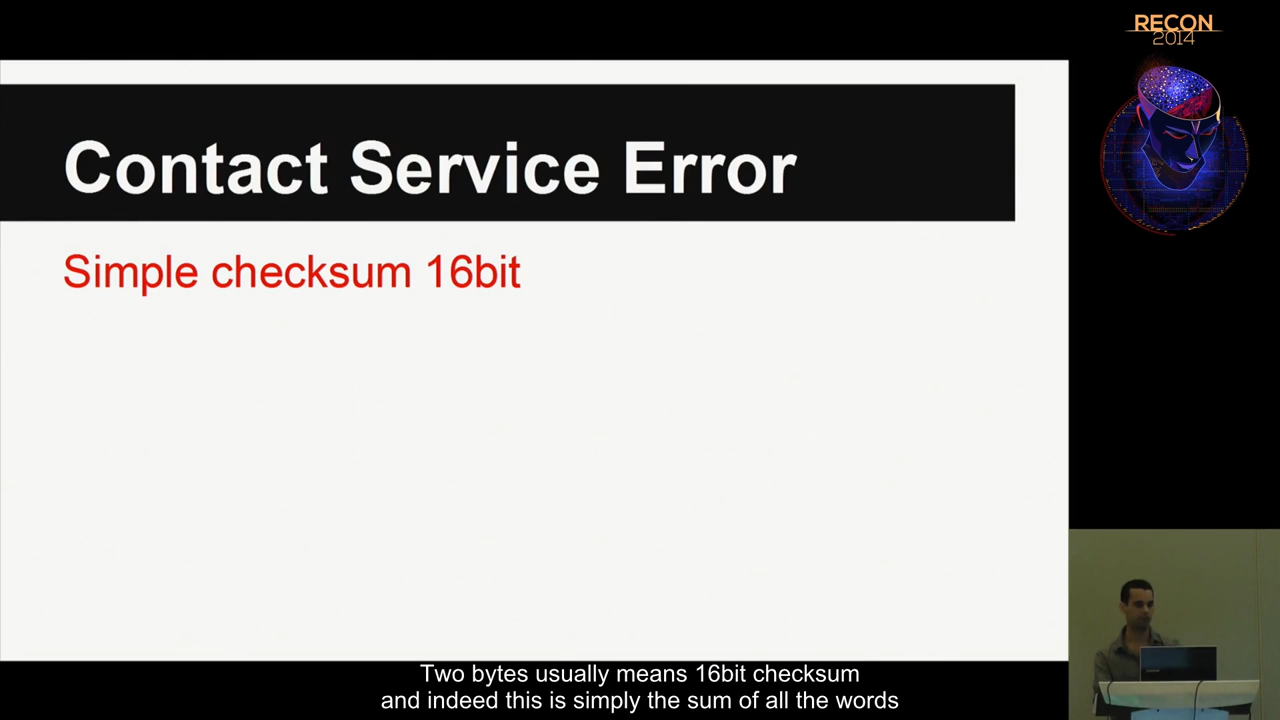 RECON
2014
Contact Service Error
Simple checksum 16bit
Two bytes usually means 16bit checksum
and indeed this is simply the sum of all the words